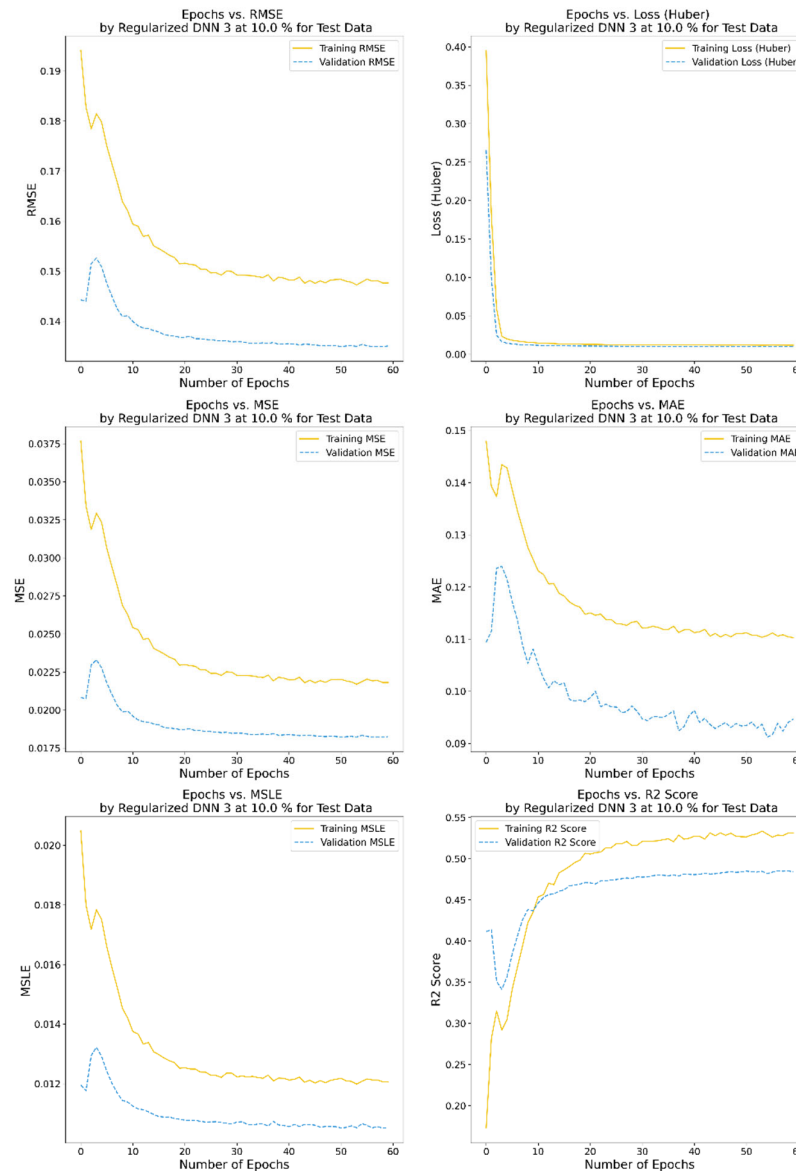 Epochs vs. RMSE
by Regularized DNN 3 at 10.0 % for Test Data
Training RMSE
Validation RMSE
0.19
0.18
0.17
0.16
0.15
0.14
RMSE
0 10 20 30 40 50 60
Number of Epochs
Epochs vs. Loss (Huber)
by Regularized DNN 3 at 10.0 % for Test Data
Training Loss (Huber)
Validation Loss (Huber
0.40
0.35
0.30
0.25
0.20
0.15
0.10
0.05
0.00
Loss (Huber)
0 10 20 30 40 50 60
Number of Epochs
Epochs vs. MSE
by Regularized DNN 3 at 10.0 % for Test Data
Training MSE
Validation MSE
0.0375
0.0350
0.0325
0.0300
0.0275
0.0250
0.0225
0.0200
0.0175
MSE
0 10 20 30 40 50 60
Number of Epochs
Epochs vs. MAE
by Regularized DNN 3 at 10.0 % for Test Data
Training MAE
Validation MAE
0.15
0.14
0.13
0.12
0.11
0.10
0.09
MAE
0 10 20 30 40 50 60
Number of Epochs
Epochs vs. MSLE
by Regularized DNN 3 at 10.0 % for Test Data
Training MSLE
Validation MSLE
0.020
0.018
0.016
0.014
0.012
MSLE
0 10 20 30 40 50 60
Number of Epochs
Epochs vs. R2 Score
by Regularized DNN 3 at 10.0 % for Test Data
Training R2 Score
Validation R2 Score
0.55
0.50
0.45
0.40
0.35
0.30
0.25
0.20
R2 Score
0 10 20 30 40 50 60
Number of Epochs